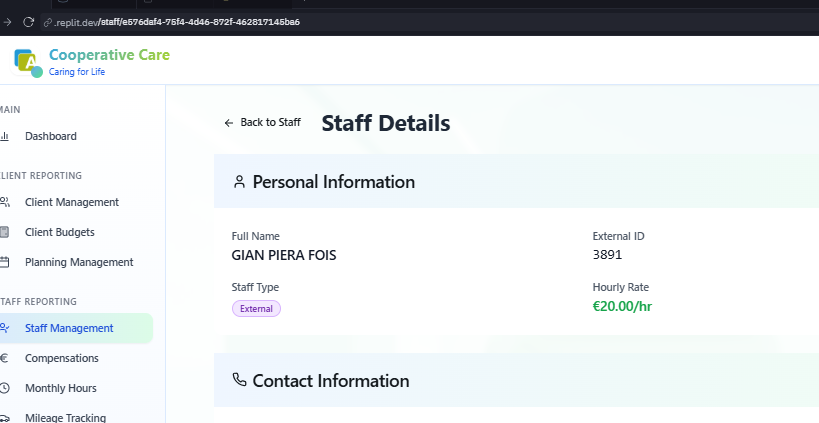 .replit.dev/staff/e576daf4-75f4-4d46-872f-462817145ba6
Cooperative Care
Caring for Life
MAIN
Dashboard
CLIENT REPORTING
Client Management
Client Budgets
Planning Management
STAFF REPORTING
Staff Management
Compensations
Monthly Hours
Mileage Tracking
Back to Staff
Staff Details
Personal Information
Full Name
GIAN PIERA FOIS
External ID
3891
Staff Type
External
Hourly Rate
€20.00/hr
Contact Information